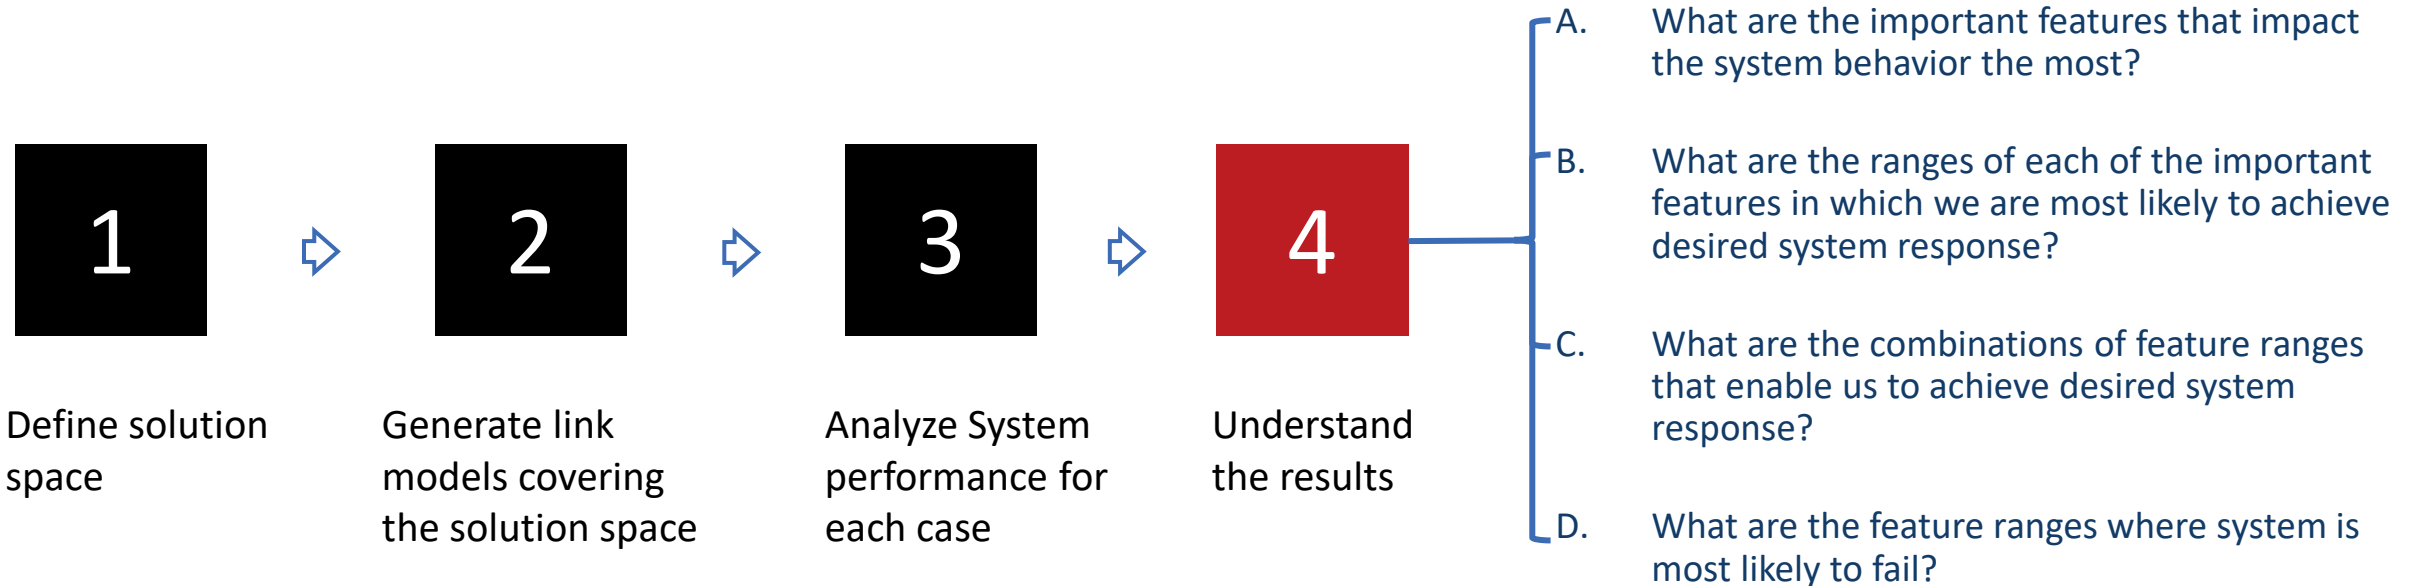 1
Define solution
space
2
Generate link
models covering
the solution space
3
Analyze System
performance for
each case
4
Understand
the results
A. What are the important features that impact
the system behavior the most?
B. What are the ranges of each of the important
features in which we are most likely to achieve
desired system response?
C. What are the combinations of feature ranges
that enable us to achieve desired system
response?
D. What are the feature ranges where system is
most likely to fail?